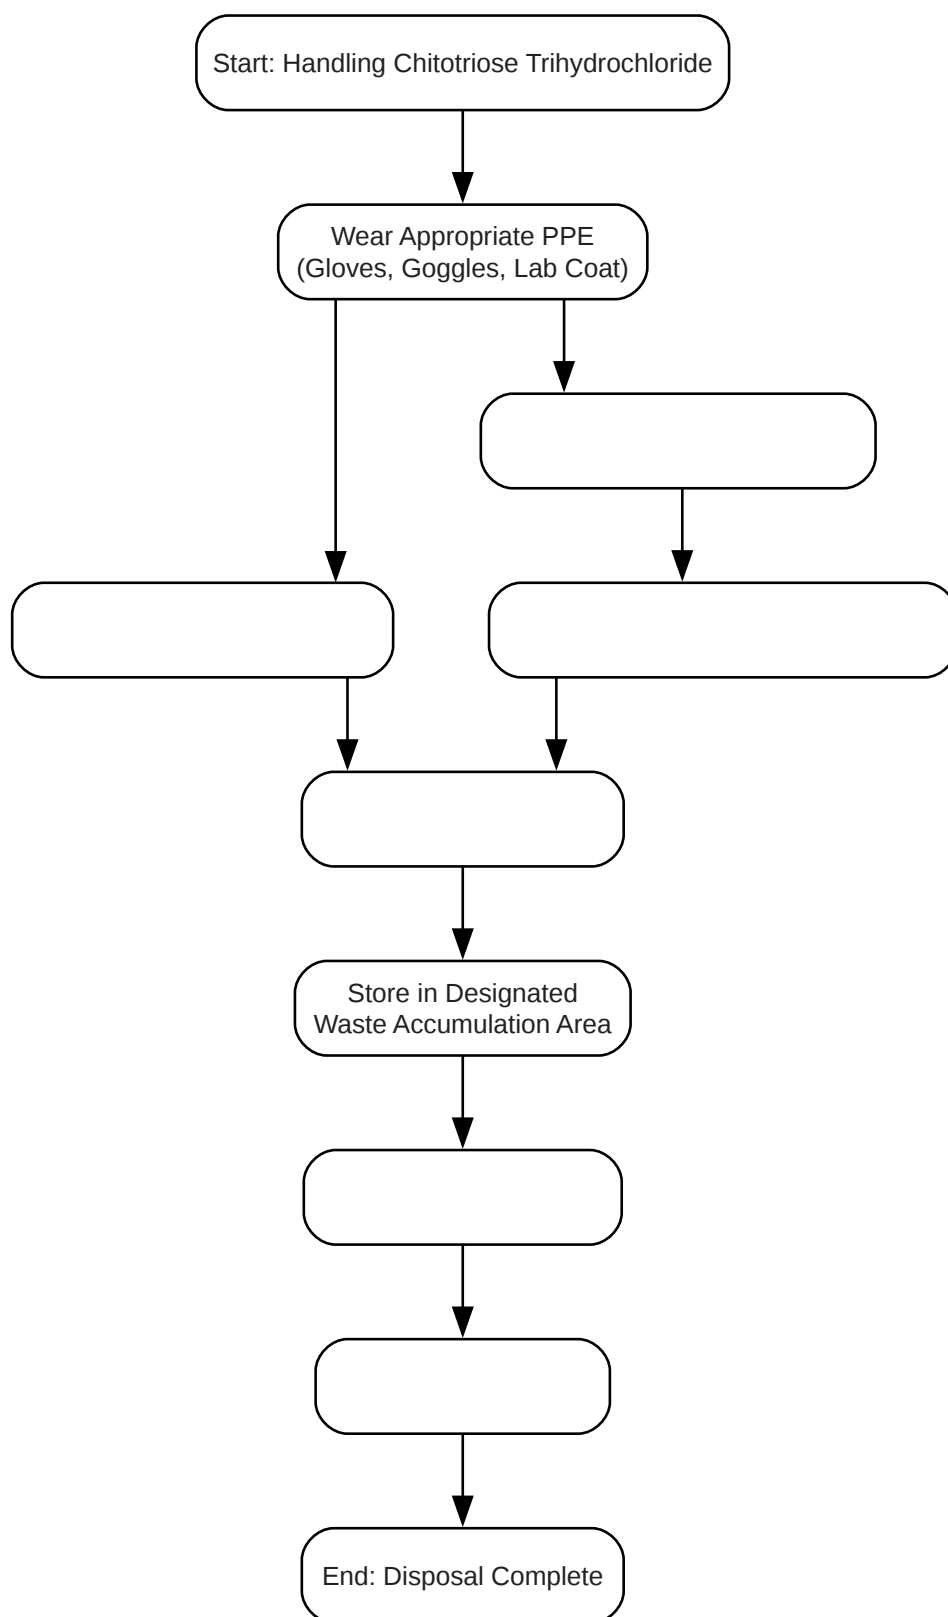 Start: Handling Chitotriose Trihydrochloride
Wear Appropriate PPE
(Gloves, Goggles, Lab Coat)
Store in Designated
Waste Accumulation Area
End: Disposal Complete